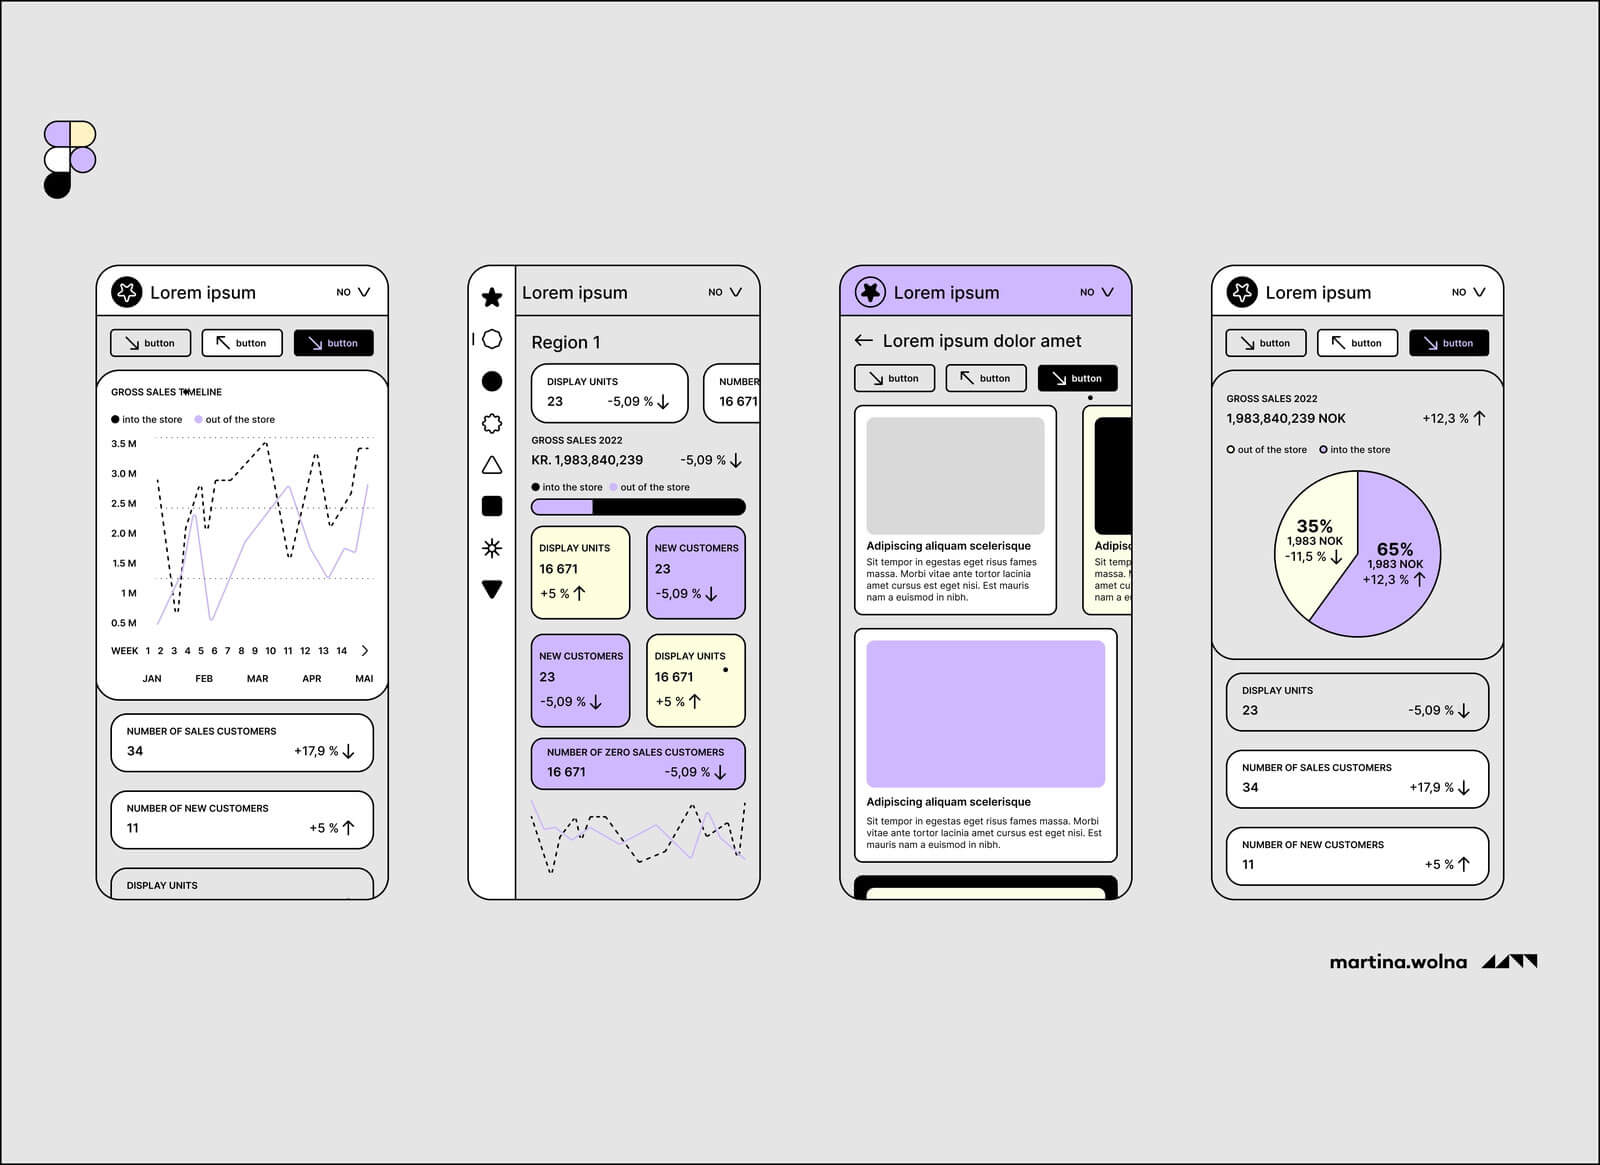 Lorem ipsum
NO
button
button
button
GROSS SALES TIMELINE
into the store
out of the store
3.5 M
3.0 M
2.5 M
2.0 M
1.5 M
1 M
0.5 M
WEEK 1 2 3 4 5 6 7 8 9 10 11 12 13 14
JAN FEB MAR APR MAI
NUMBER OF SALES CUSTOMERS
34 +17,9 %
NUMBER OF NEW CUSTOMERS
11 +5 %
DISPLAY UNITS
Lorem ipsum
NO
Region 1
DISPLAY UNITS
23 -5,09 %
NUMBER
16 671
GROSS SALES 2022
KR. 1,983,840,239 -5,09 %
into the store
out of the store
DISPLAY UNITS
16 671
+5 %
NEW CUSTOMERS
23
-5,09 %
NEW CUSTOMERS
23
-5,09 %
DISPLAY UNITS
16 671
+5 %
NUMBER OF ZERO SALES CUSTOMERS
16 671 -5,09 %
Lorem ipsum
NO
Lorem ipsum dolor amet
button
button
button
Adipiscing aliquam scelerisque
Sit tempor in egestas eget risus fames
massa. Morbi vitae ante tortor lacinia
amet cursus est eget nisi. Est mauris
nam a euismod in nibh.
Adipisc
Sit temp
massa.
amet cu
nam a e
Adipiscing aliquam scelerisque
Sit tempor in egestas eget risus fames massa. Morbi
vitae ante tortor lacinia amet cursus est eget nisi. Est
mauris nam a euismod in nibh.
Lorem ipsum
NO
button
button
button
GROSS SALES 2022
1,983,840,239 NOK +12,3 %
out of the store
into the store
35%
1,983 NOK
-11,5 %
65%
1,983 NOK
+12,3 %
DISPLAY UNITS
23 -5,09 %
NUMBER OF SALES CUSTOMERS
34 +17,9 %
NUMBER OF NEW CUSTOMERS
11 +5 %
martina.wolna